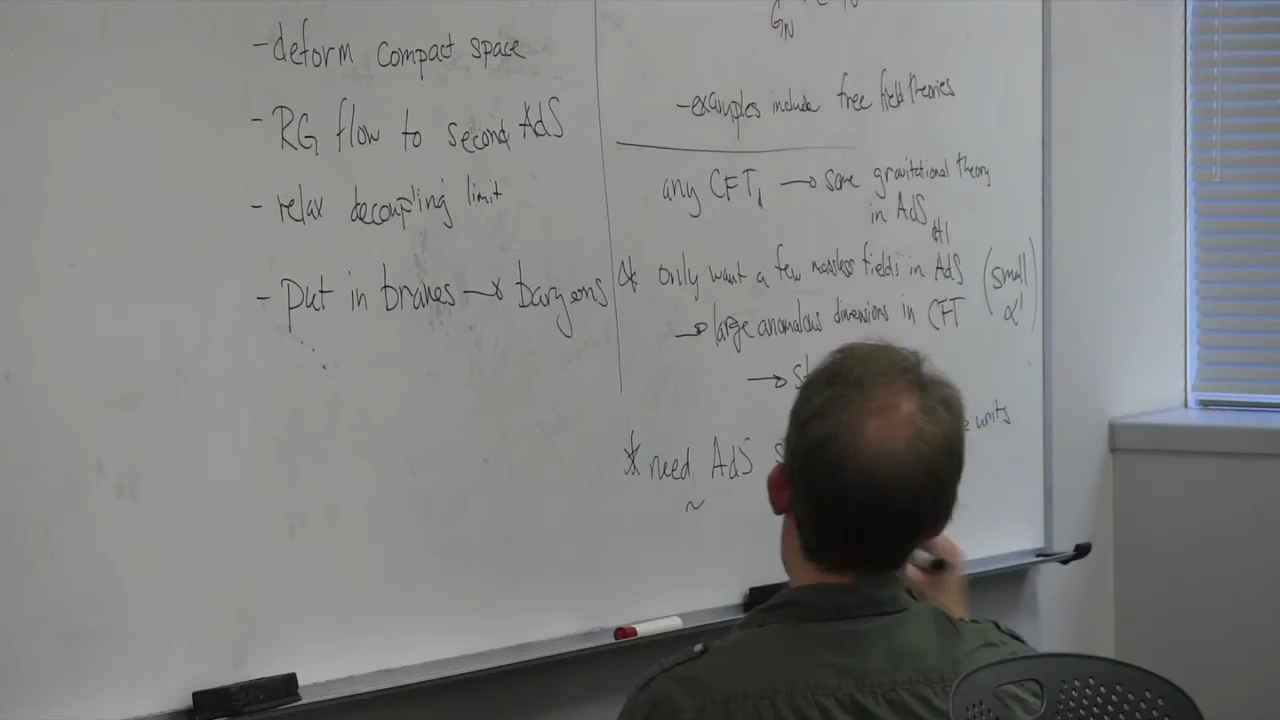 -deform compact space
-RG flow to second AdS
-relax decoupling limit
-put in branes → baryons
G_N
-examples include free field theories
any CFT_d → some gravitational theory
in AdS_{d+1}
* only want a few massless fields in AdS (small α')
→ large anomalous dimensions in CFT
→ st
* need AdS
units
~